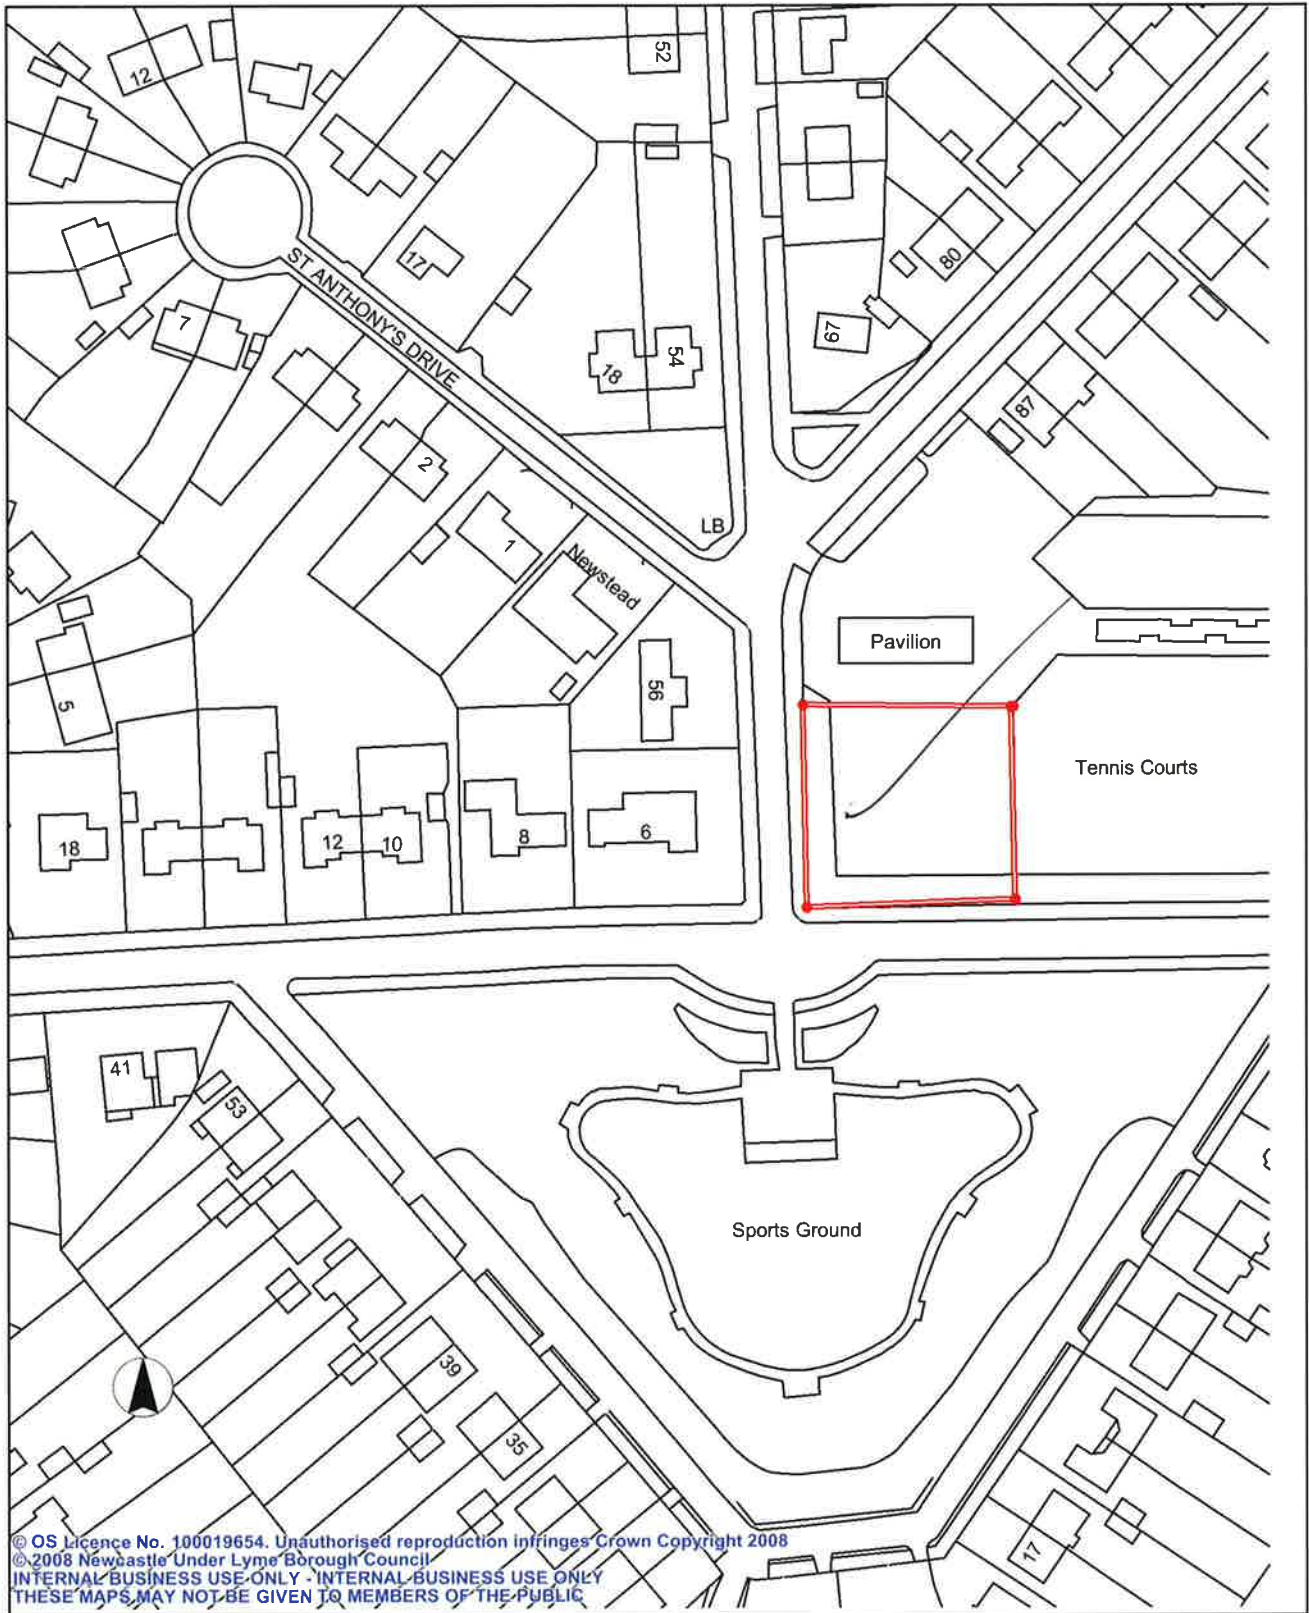 52
12
ST ANTHONY'S DRIVE
17
80
7
67
18
54
87
2
LB
1
Newstead
Pavilion
56
5
Tennis Courts
18
12
10
8
6
41
53
Sports Ground
39
35
17
© OS Licence No. 100019654. Unauthorised reproduction infringes Crown Copyright 2008
© 2008 Newcastle Under Lyme Borough Council
INTERNAL BUSINESS USE ONLY - INTERNAL BUSINESS USE ONLY
THESE MAPS MAY NOT BE GIVEN TO MEMBERS OF THE PUBLIC